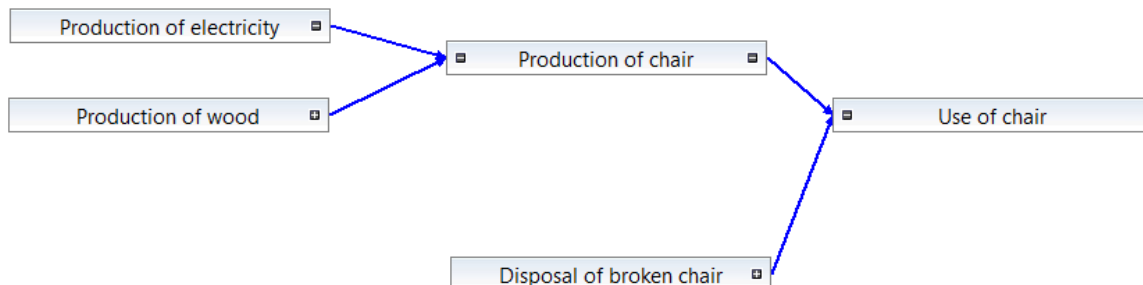 Production of electricity
Production of chair
Production of wood
Use of chair
Disposal of broken chair